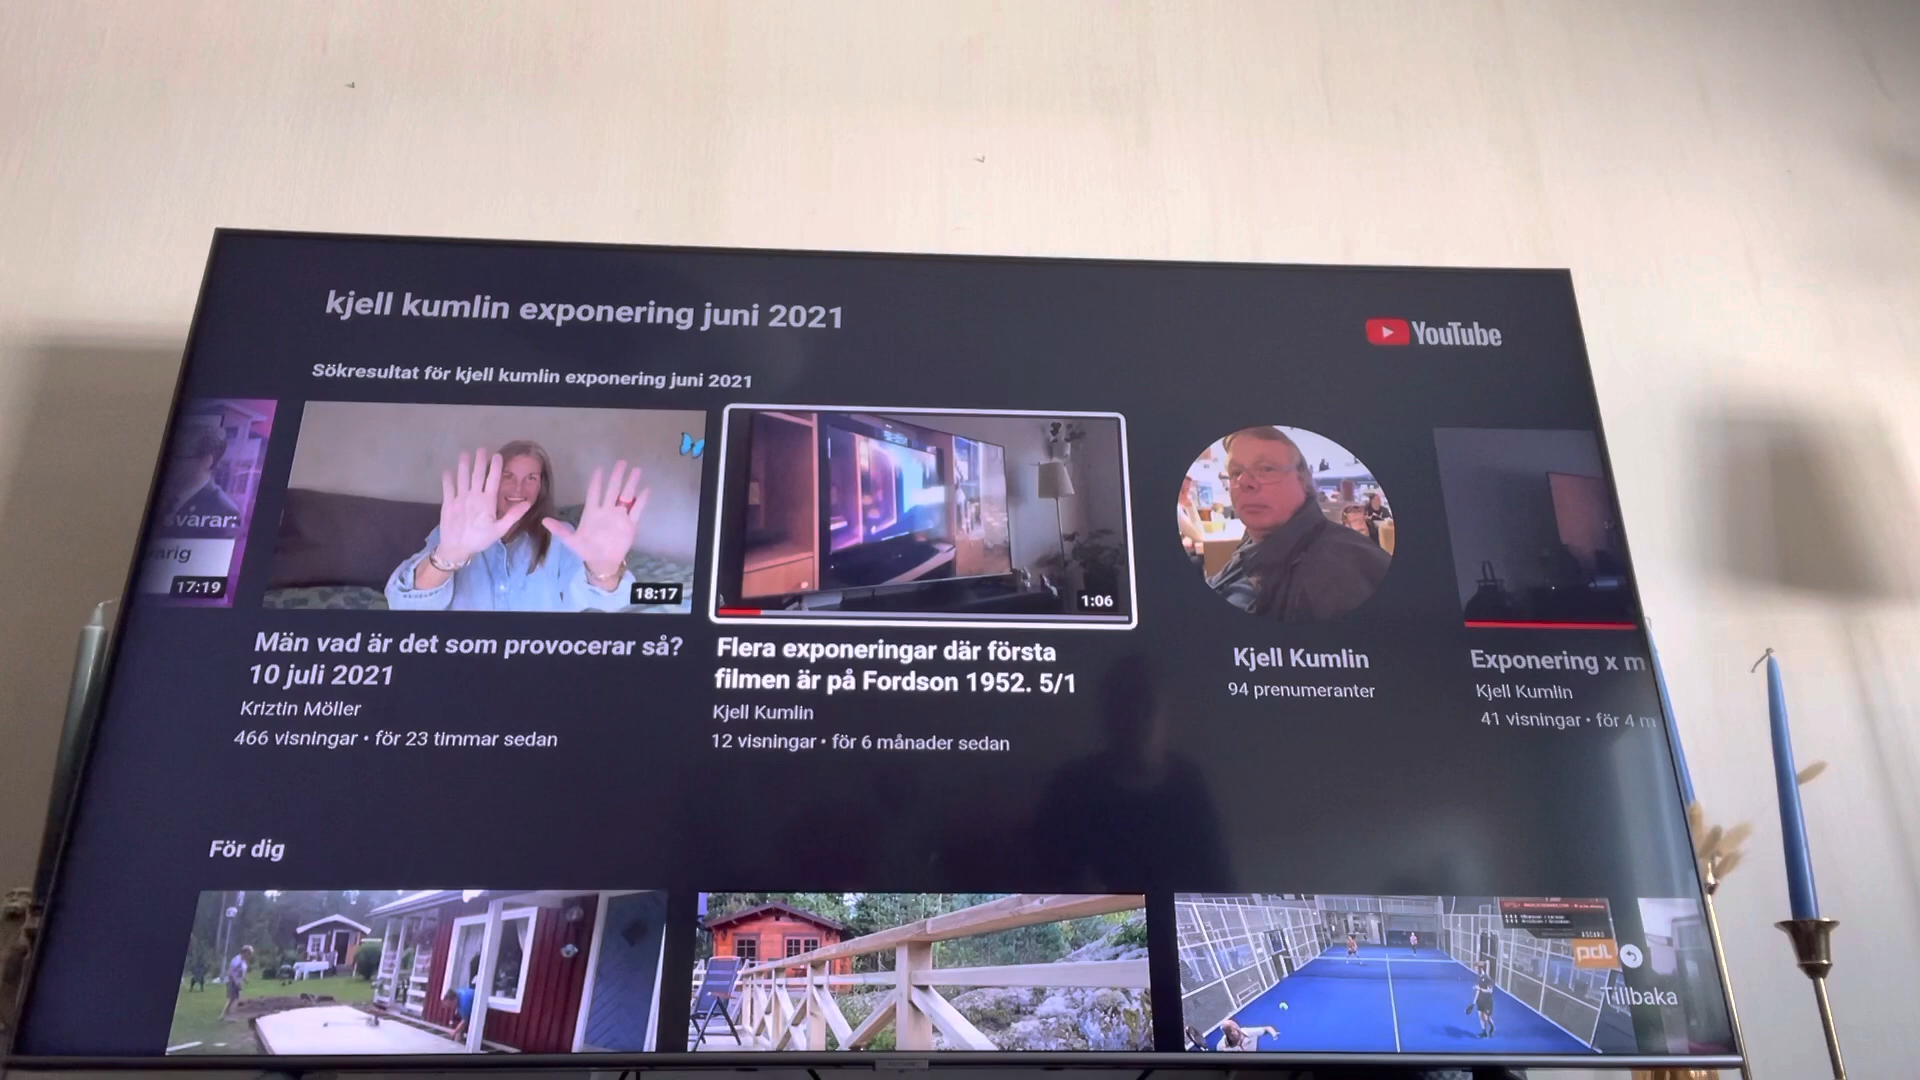 kjell kumlin exponering juni 2021
YouTube
Sökresultat för kjell kumlin exponering juni 2021
svarar:
arig
17:19
18:17
1:06
Män vad är det som provocerar så?
10 juli 2021
Kriztin Möller
466 visningar • för 23 timmar sedan
Flera exponeringar där första
filmen är på Fordson 1952. 5/1
Kjell Kumlin
12 visningar • för 6 månader sedan
Kjell Kumlin
94 prenumeranter
Exponering x m
Kjell Kumlin
41 visningar • för 4 m
För dig
pdl
Tillbaka